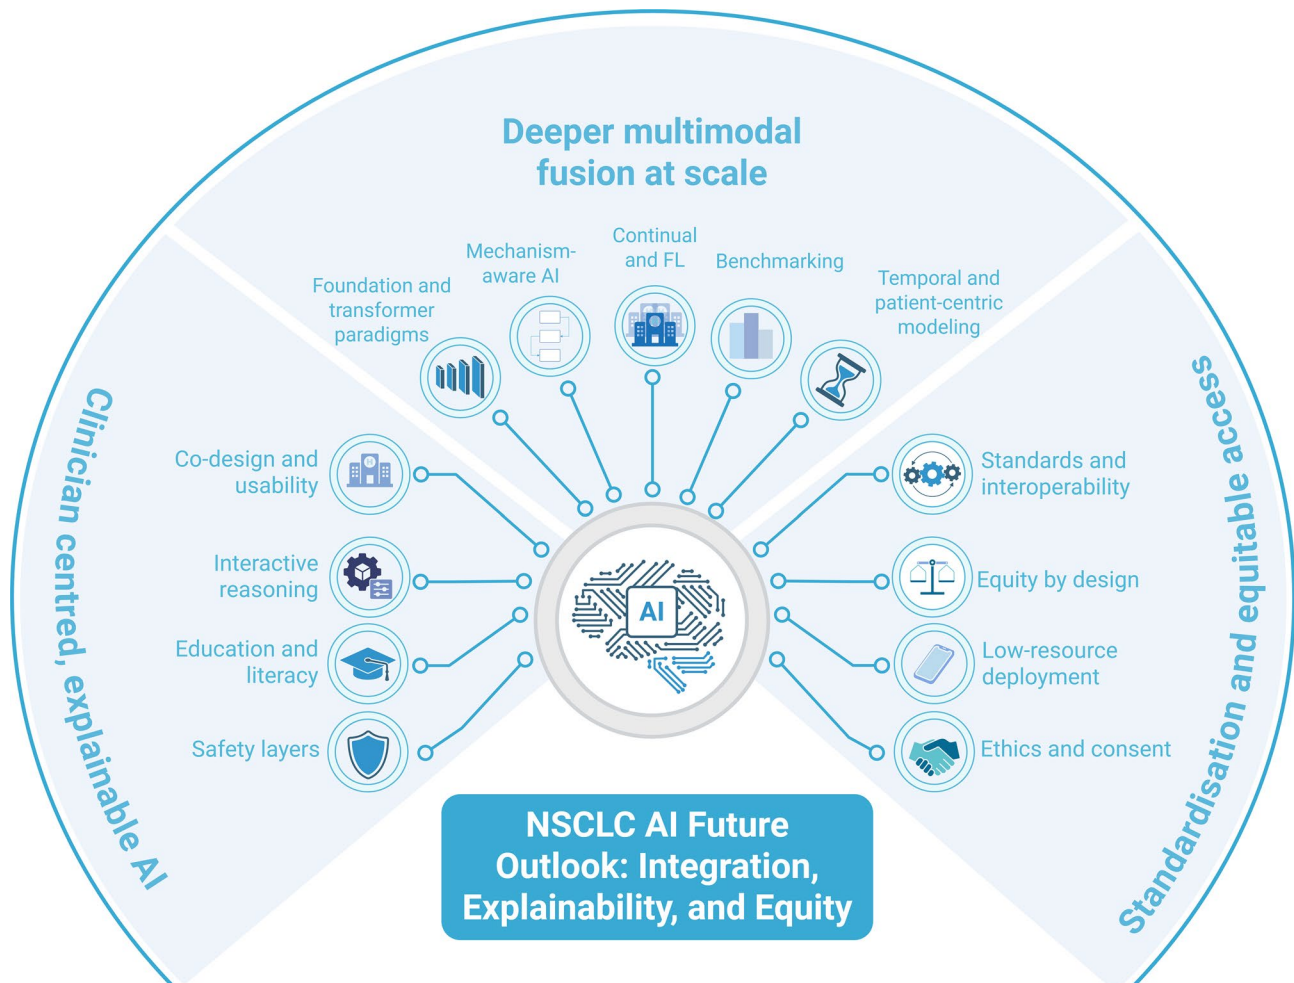 Deeper multimodal
fusion at scale
Foundation and
transformer
paradigms
Mechanism-
aware AI
Continual
and FL
Benchmarking
Temporal and
patient-centric
modeling
Clinician centred, explainable AI
Co-design and
usability
Interactive
reasoning
Education and
literacy
Safety layers
AI
Standardisation and equitable access
Standards and
interoperability
Equity by design
Low-resource
deployment
Ethics and consent
NSCLC AI Future
Outlook: Integration,
Explainability, and Equity